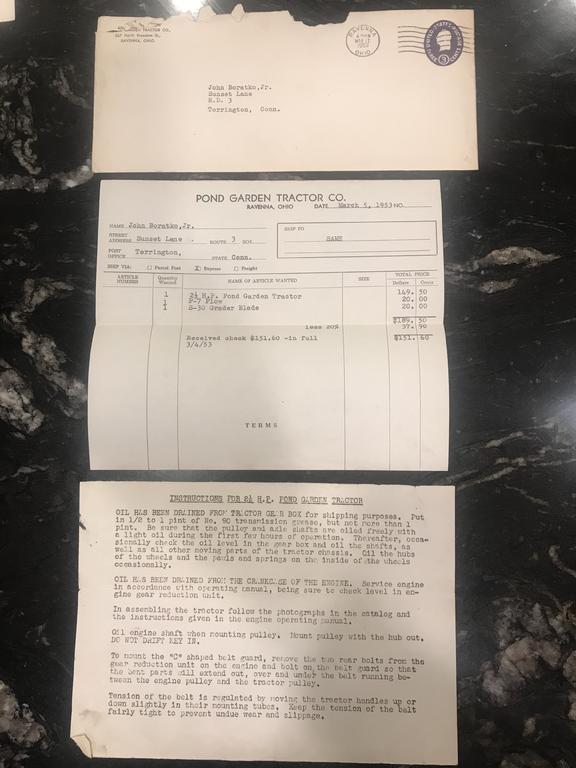 TRACTOR CO.
RAVENNA, OHIO.
RAVENNA
MAR 12
OHIO
UNITED STATES POSTAGE
3
John Boratko,Jr.
Sunset Lane
R.D. 3
Torrington, Conn.
POND GARDEN TRACTOR CO.
RAVENNA, OHIO DATE March 5, 1953 NO.
NAME John Boratko,Jr.
STREET ADDRESS Sunset Lane . ROUTE 3 BOX
POST OFFICE Torrington, STATE Conn.
SHIP TO
SAME
SHIP VIA: Parcel Post X Express Freight
ARTICLE NUMBER Quantity Wanted NAME OF ARTICLE WANTED SIZE TOTAL PRICE
Dollars Cents
1 2½ H.P. Pond Garden Tractor 149. 50
1 P-7 Plow 20. 00
1 S-30 Grader Blade 20. 00
$189. 50
less 20% 37. 90
Received check $151.60 -in full $151. 60
3/4/53
TERMS
INSTRUCTIONS FOR 2½ H.P. POND GARDEN TRACTOR
OIL HAS BEEN DRAINED FROM TRACTOR GEAR BOX for shipping purposes. Put
in 1/2 to 1 pint of No. 90 transmission grease, but not more than 1
pint. Be sure that the pulley and axle shafts are oiled freely with
a light oil during the first few hours of operation. Thereafter, occa-
sionally check the oil level in the gear box and oil the shafts, as
well as all other moving parts of the tractor chassis. Oil the hubs
of the wheels and the pawls and springs on the inside of the wheels
occasionally.
OIL HAS BEEN DRAINED FROM THE CRANKCASE OF THE ENGINE. Service engine
in accordance with operating manual, being sure to check level in en-
gine gear reduction unit.
In assembling the tractor follow the photographs in the catalog and
the instructions given in the engine operating manual.
Oil engine shaft when mounting pulley. Mount pulley with the hub out.
DO NOT DRIFT KEY IN.
To mount the "C" shaped belt guard, remove the two rear bolts from the
gear reduction unit on the engine and bolt on the belt guard so that
the bent parts will extend out, over and under the belt running be-
tween the engine pulley and the tractor pulley.
Tension of the belt is regulated by moving the tractor handles up or
down slightly in their mounting tubes. Keep the tension of the belt
fairly tight to prevent undue wear and slippage.